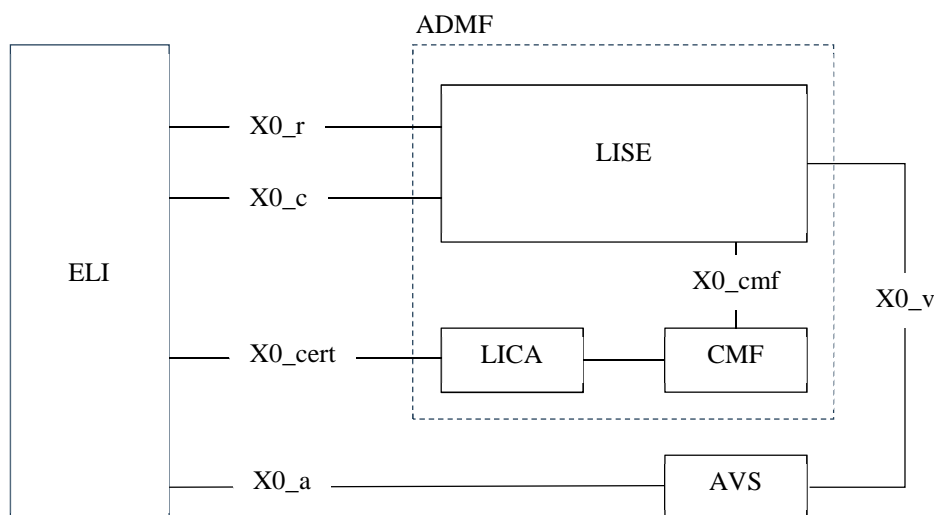 ADMF
X0_r
LISE
X0_c
ELI
X0_cmf
X0_v
X0_cert
LICA
CMF
X0_a
AVS